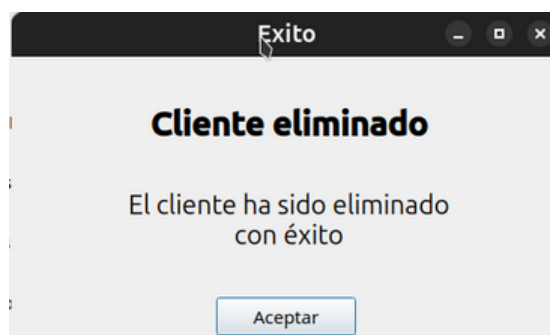 Exito
Cliente eliminado
El cliente ha sido eliminado
con éxito
Aceptar